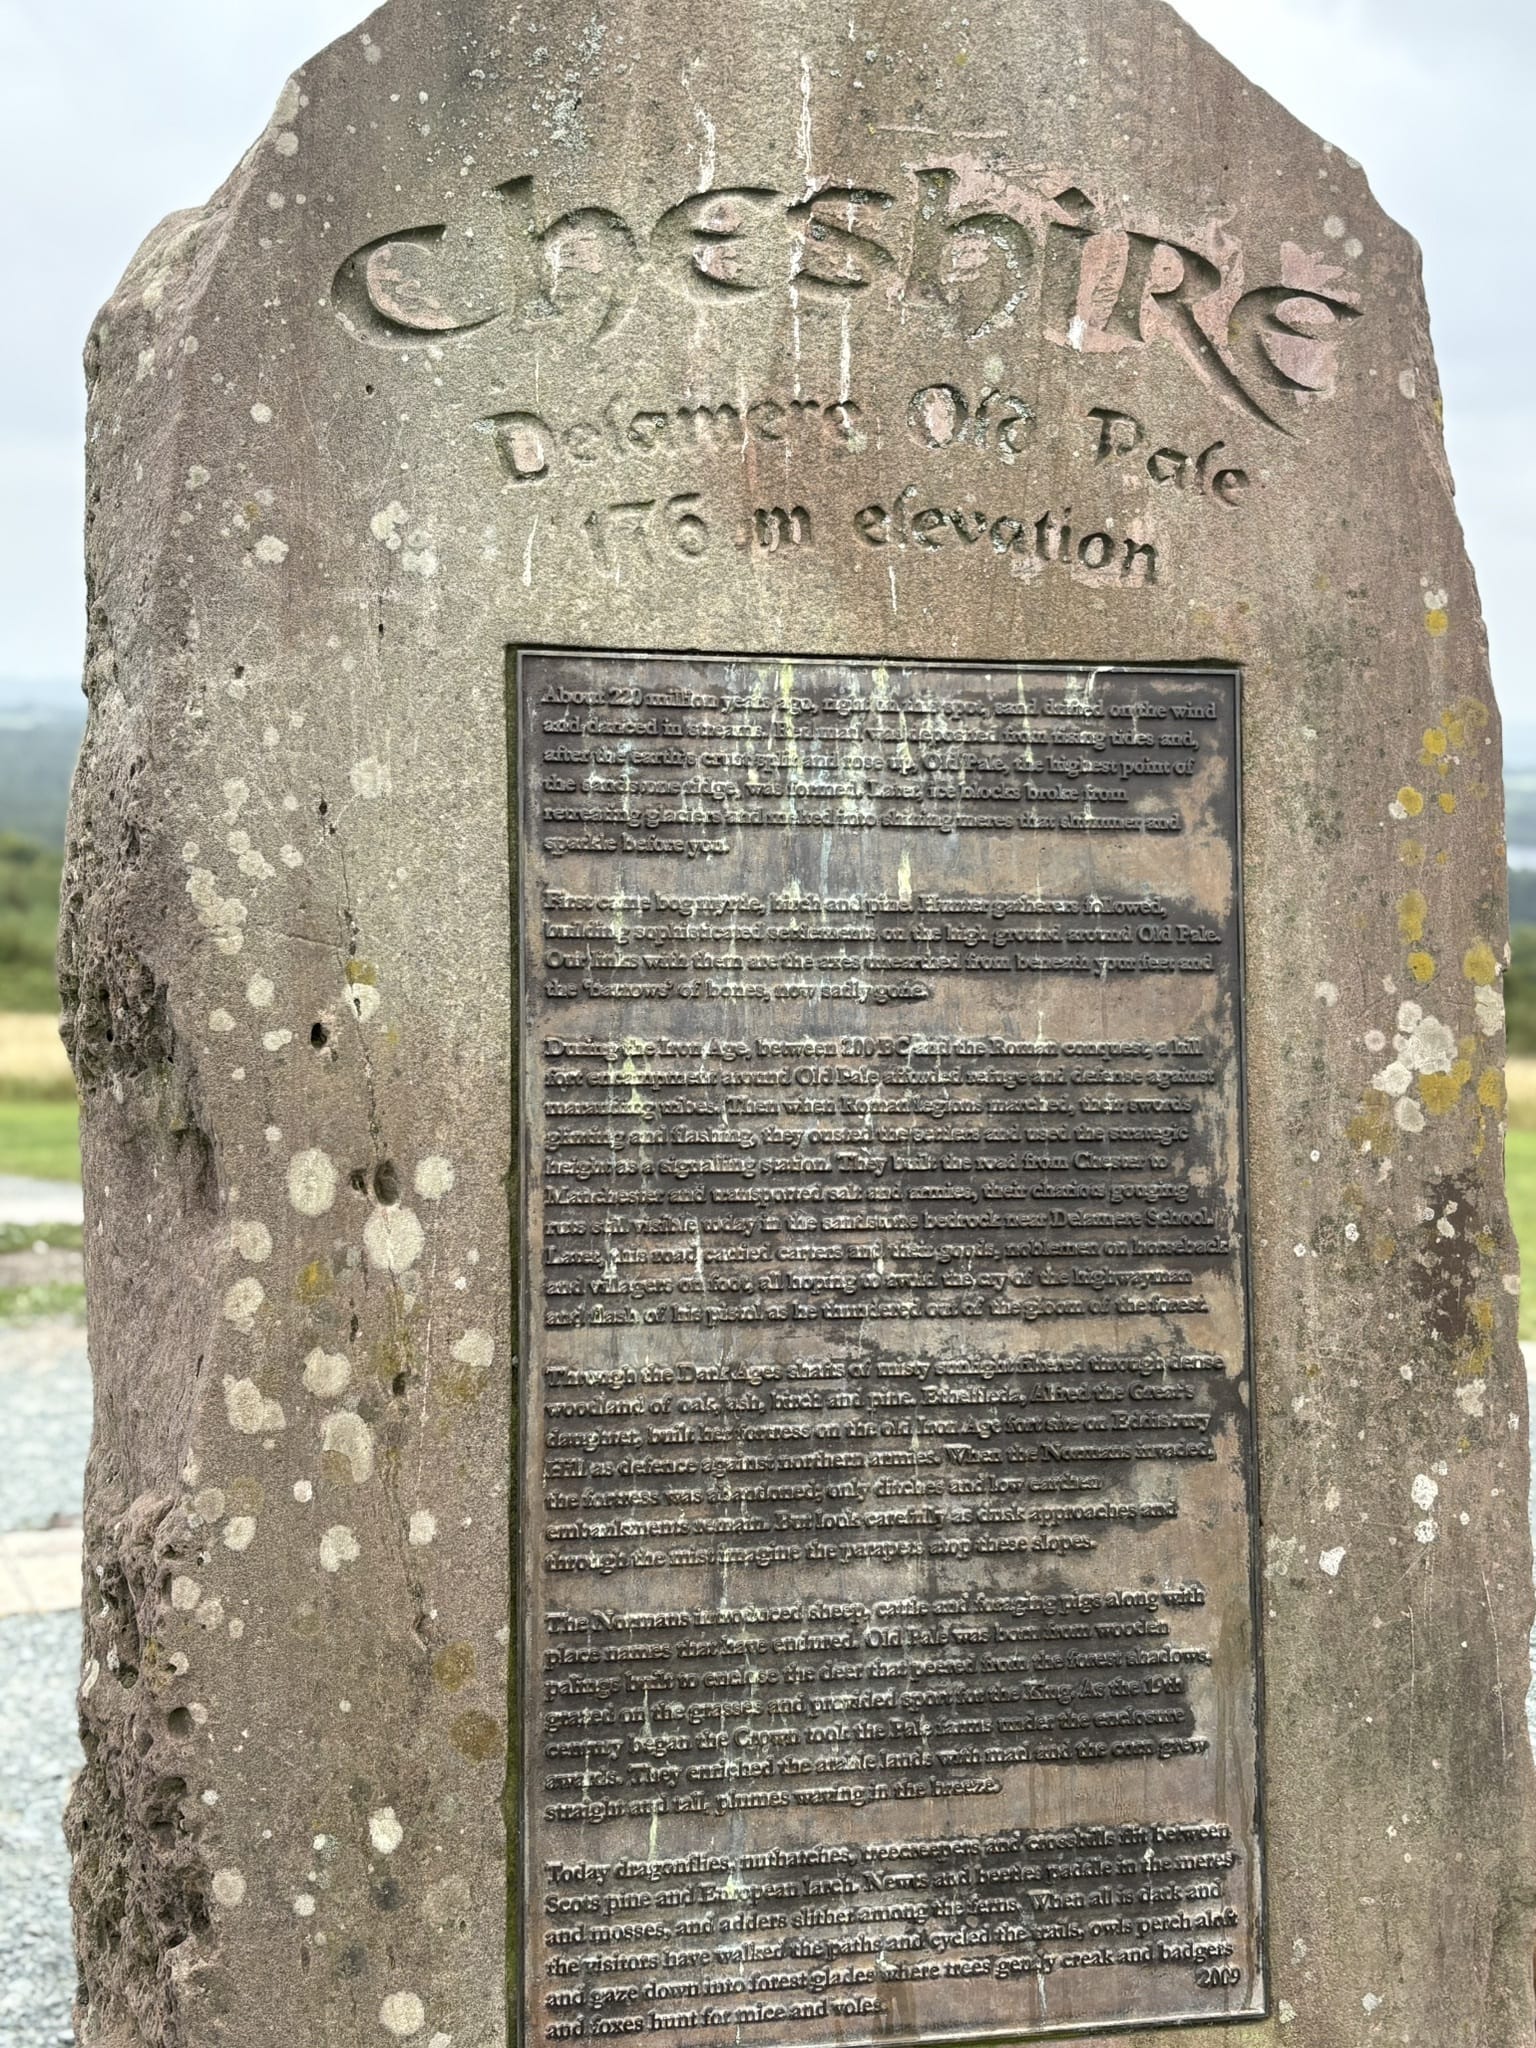 Cheshire
Delamere Old Pale
176 m elevation
About 220 million years ago, right on this spot, sand drifted on the wind
and danced in streams. Red marl was deposited from rising tides and,
after the earth's crust split and rose up, Old Pale, the highest point of
the sandstone ridge, was formed. Later, ice blocks broke from
retreating glaciers and melted into shining meres that shimmer and
sparkle before you.
First came bog myrtle, birch and pine. Hunter gatherers followed,
building sophisticated settlements on the high ground around Old Pale.
Our links with them are the axes unearthed from beneath your feet and
the 'barrows' of bones, now sadly gone.
During the Iron Age, between 200 BC and the Roman conquest, a hill
fort encampment around Old Pale afforded refuge and defense against
marauding tribes. Then when Roman legions marched, their swords
glinting and flashing, they ousted the settlers and used the strategic
height as a signalling station. They built the road from Chester to
Manchester and transported salt and armies, their chariots gouging
ruts still visible today in the sandstone bedrock near Delamere School.
Later, this road carried carters and their goods, noblemen on horseback
and villagers on foot, all hoping to avoid the cry of the highwayman
and flash of his pistol as he thundered out of the gloom of the forest.
Through the Dark Ages shafts of misty sunlight filtered through dense
woodland of oak, ash, birch and pine. Ethelfleda, Alfred the Great's
daughter, built her fortress on the old Iron Age fort site on Eddisbury
Hill as defence against northern armies. When the Normans invaded,
the fortress was abandoned; only ditches and low earthen
embankments remain. But look carefully as dusk approaches and
through the mist imagine the parapets atop these slopes.
The Normans introduced sheep, cattle and foraging pigs along with
place names that have endured. Old Pale was born from wooden
palings built to enclose the deer that peered from the forest shadows,
grazed on the grasses and provided sport for the King. As the 19th
century began the Crown took the Pale farms under the enclosure
awards. They enriched the arable lands with marl and the corn grew
straight and tall, plumes waving in the breeze.
Today dragonflies, nuthatches, treecreepers and crossbills flit between
Scots pine and European larch. Newts and beetles paddle in the meres
and mosses, and adders slither among the ferns. When all is dark and
the visitors have walked the paths and cycled the trails, owls perch aloft
and gaze down into forest glades where trees gently creak and badgers
and foxes hunt for mice and voles.
2009